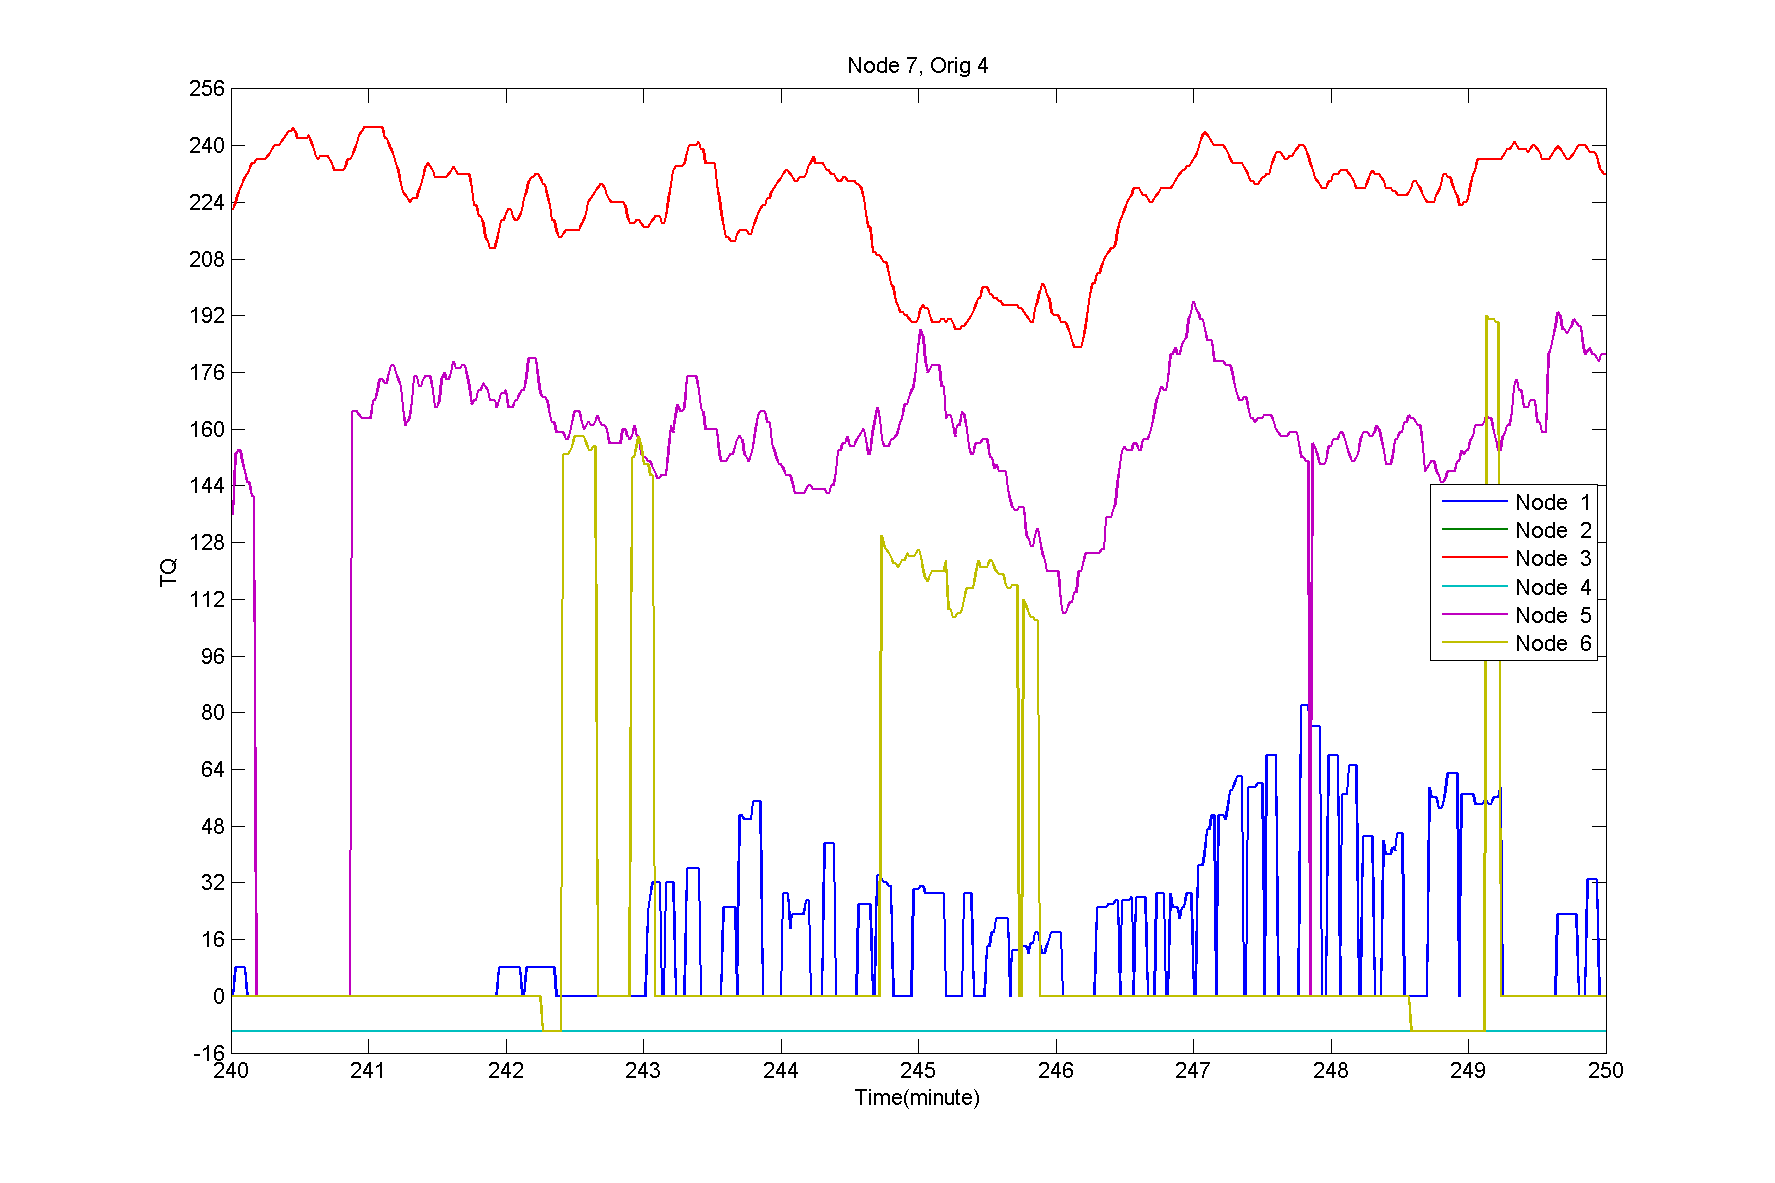 Node 7, Orig 4
256
240
224
208
192
176
160
144
128
112
96
80
64
48
32
16
0
-16
TQ
Node 1
Node 2
Node 3
Node 4
Node 5
Node 6
240 241 242 243 244 245 246 247 248 249 250
Time(minute)